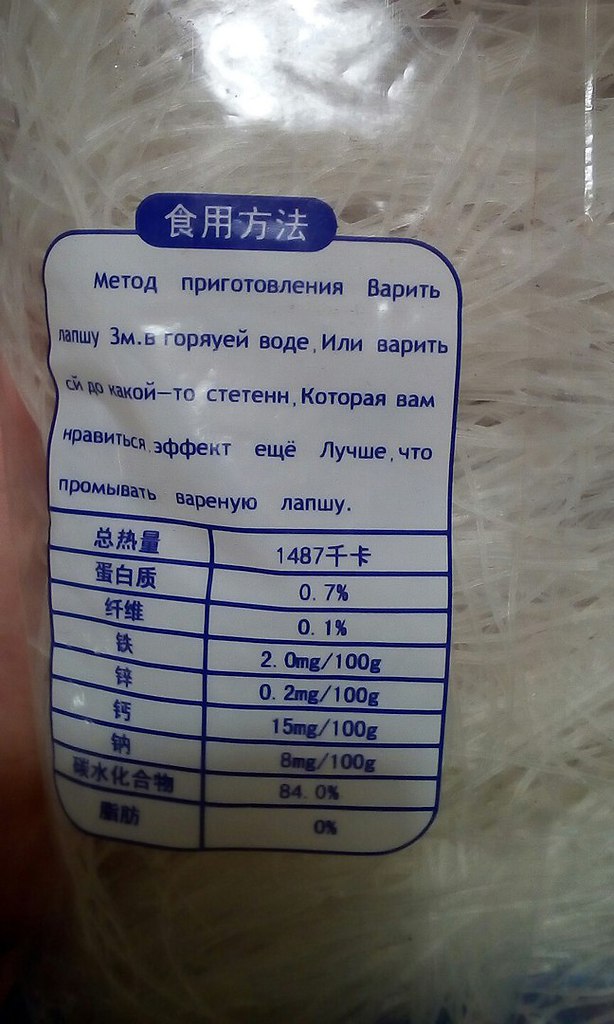 食用方法
Метод приготовления Варить
лапшу 3м.в горяуей воде,Или варить
сй до какой-то стетенн,Которая вам
нравиться.эффект ещё Лучше,что
промывать вареную лапшу.
总热量 1487千卡
蛋白质 0.7%
纤维 0.1%
铁 2.0mg/100g
锌 0.2mg/100g
钙 15mg/100g
钠 8mg/100g
碳水化合物 84.0%
脂肪 0%